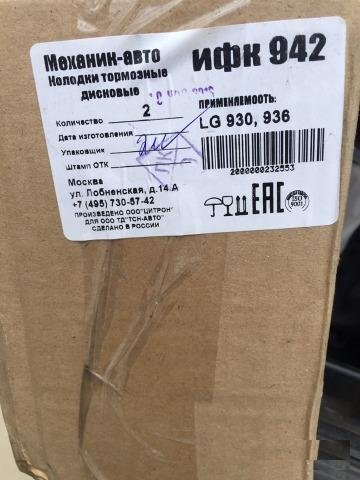 Механик-авто
ифк 942
Колодки тормозные
дисковые
Количество 2
Дата изготовления
Упаковщик
Штамп ОТК
ПРИМЕНЯЕМОСТЬ:
LG 930, 936
2000000232553
Москва
ул. Лобненская, д.14 А
+7 (495) 730-57-42
ПРОИЗВЕДЕНО ООО"ЦИТРОН"
ДЛЯ ООО ТД"ТСН-АВТО"
СДЕЛАНО В РОССИИ
EAC
ISO
9001